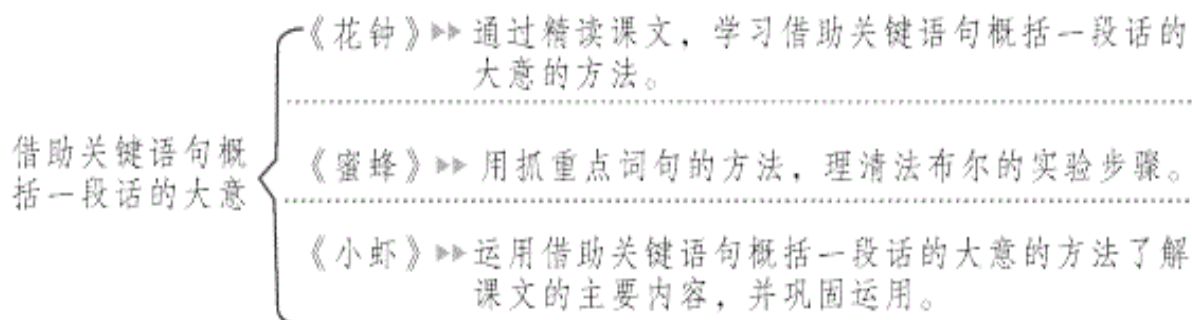 《花钟》▶▶通过精读课文，学习借助关键语句概括一段话的
大意的方法。
借助关键语句概
括一段话的大意
《蜜蜂》▶▶用抓重点词句的方法，理清法布尔的实验步骤。
《小虾》▶▶运用借助关键语句概括一段话的大意的方法了解
课文的主要内容，并巩固运用。